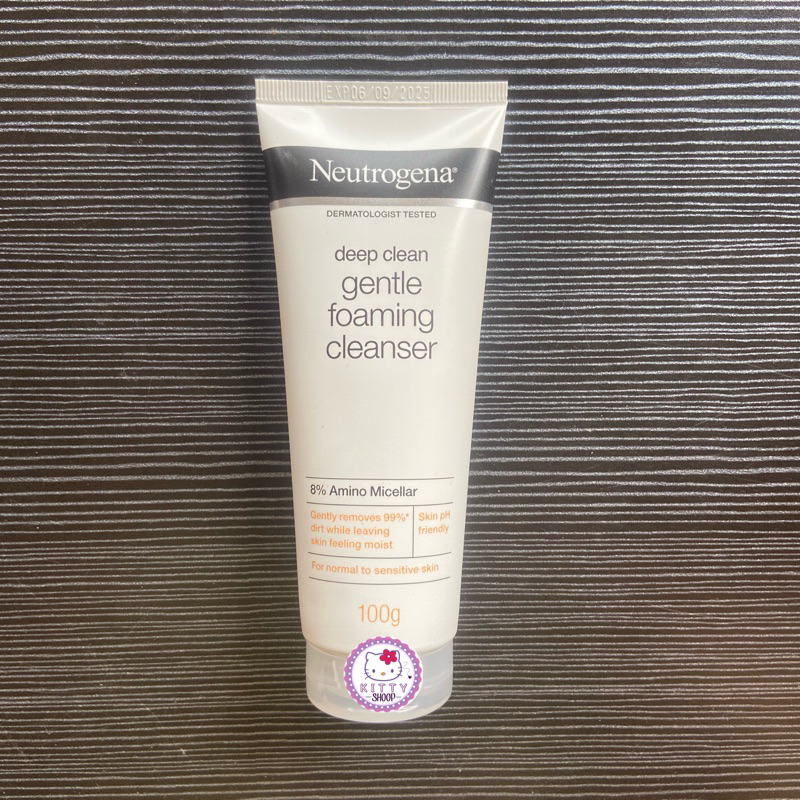 EXP06/09/2025
Neutrogena®
DERMATOLOGIST TESTED
deep clean
gentle
foaming
cleanser
8% Amino Micellar
Gently removes 99%*
dirt while leaving
skin feeling moist
Skin pH
friendly
For normal to sensitive skin
100g
KITTY
SHOOP